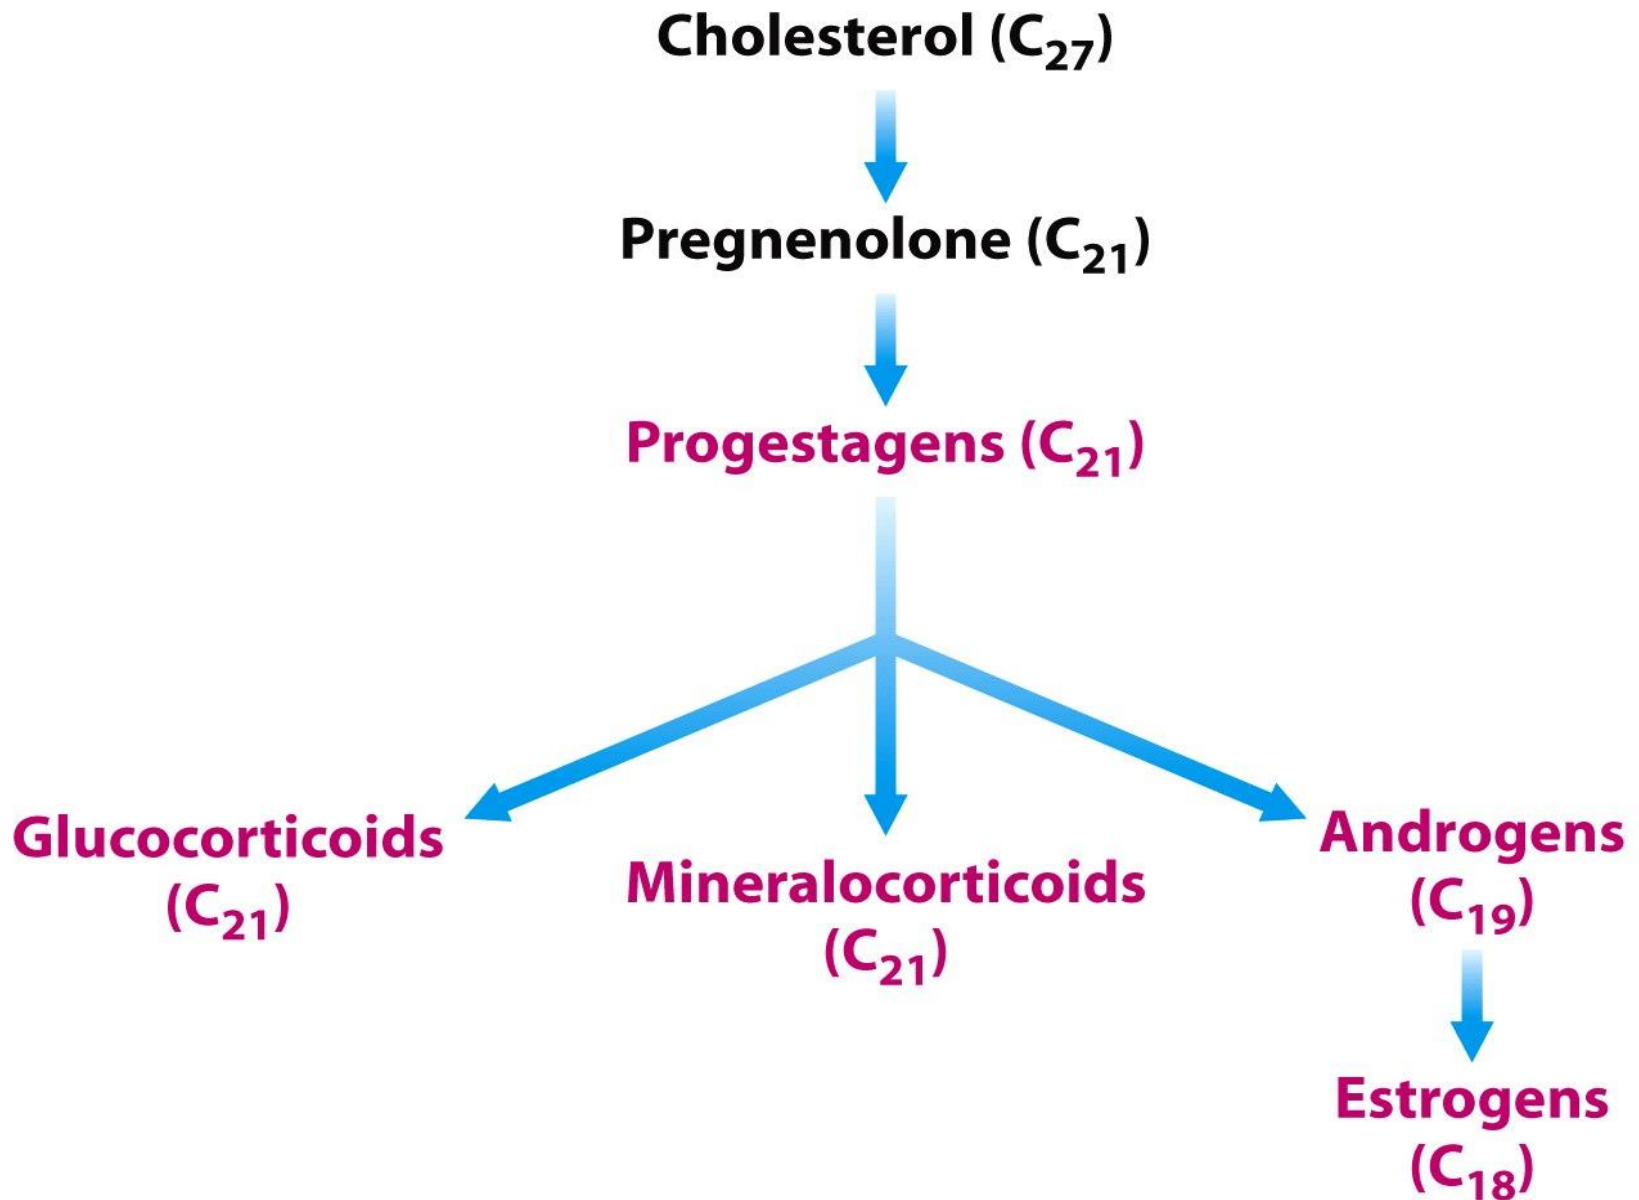 Cholesterol (C₂₇)
Pregnenolone (C₂₁)
Progestagens (C₂₁)
Glucocorticoids
(C₂₁)
Mineralocorticoids
(C₂₁)
Androgens
(C₁₉)
Estrogens
(C₁₈)